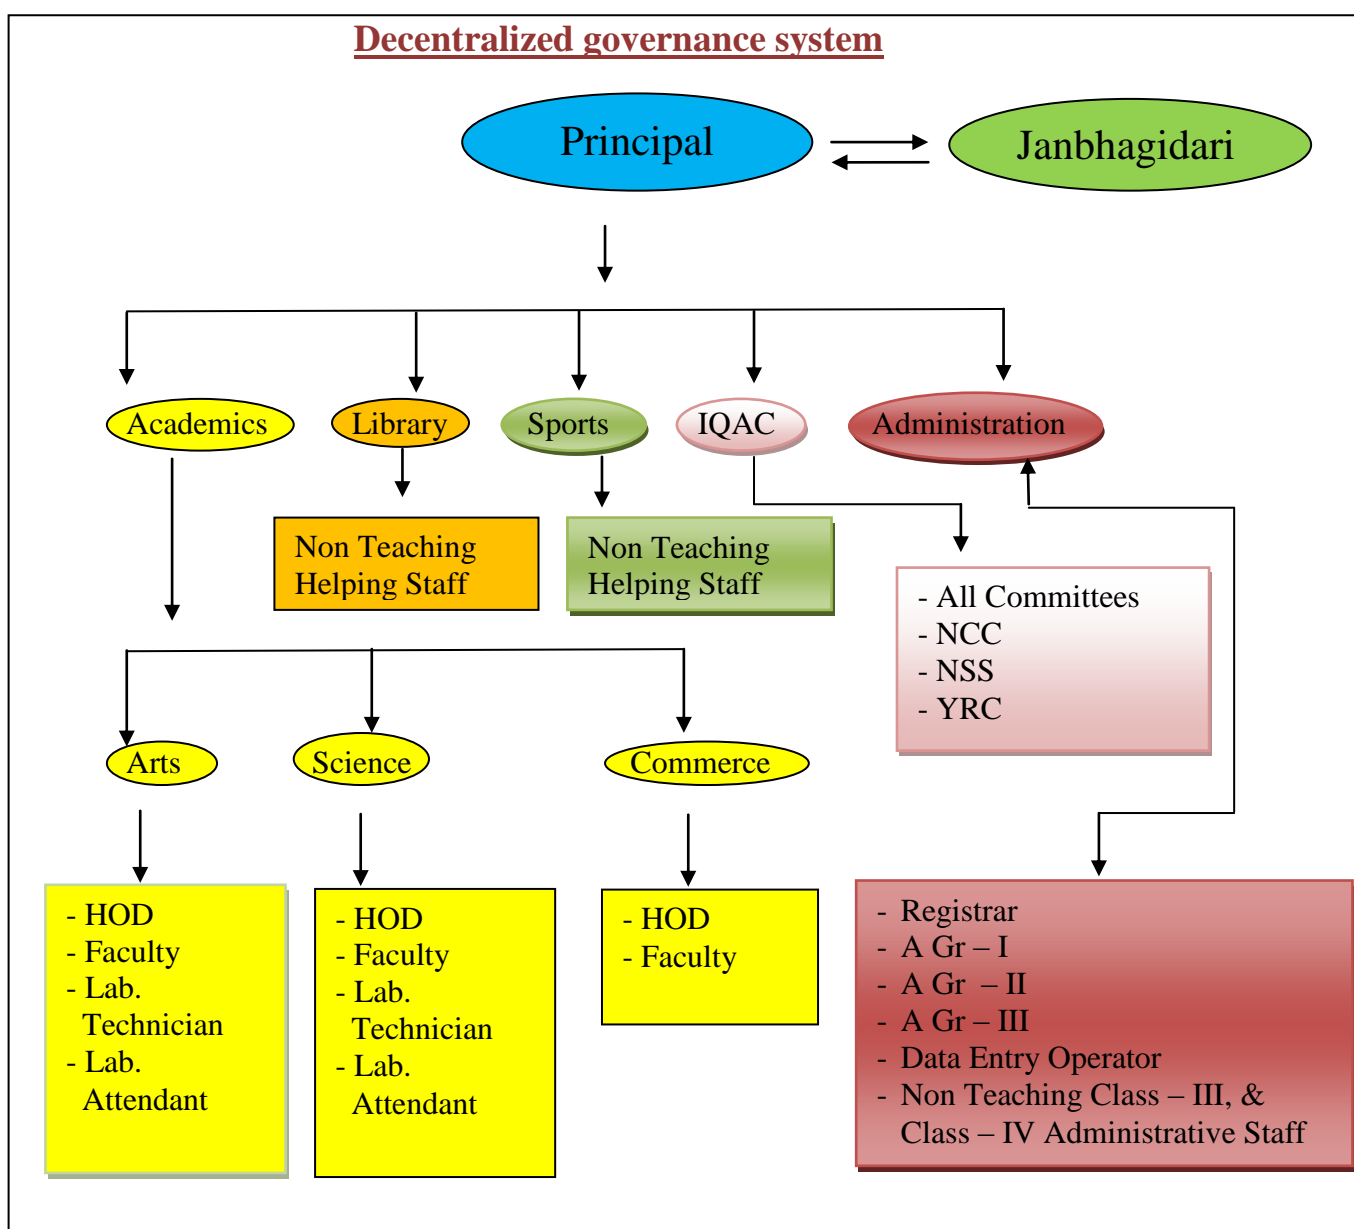 Decentralized governance system
Principal
Janbhagidari
Academics
Library
Sports
IQAC
Administration
Non Teaching
Helping Staff
Non Teaching
Helping Staff
- All Committees
- NCC
- NSS
- YRC
Arts
Science
Commerce
- HOD
- Faculty
- Lab.
Technician
- Lab.
Attendant
- HOD
- Faculty
- Lab.
Technician
- Lab.
Attendant
- HOD
- Faculty
- Registrar
- A Gr – I
- A Gr – II
- A Gr – III
- Data Entry Operator
- Non Teaching Class – III, &
Class – IV Administrative Staff